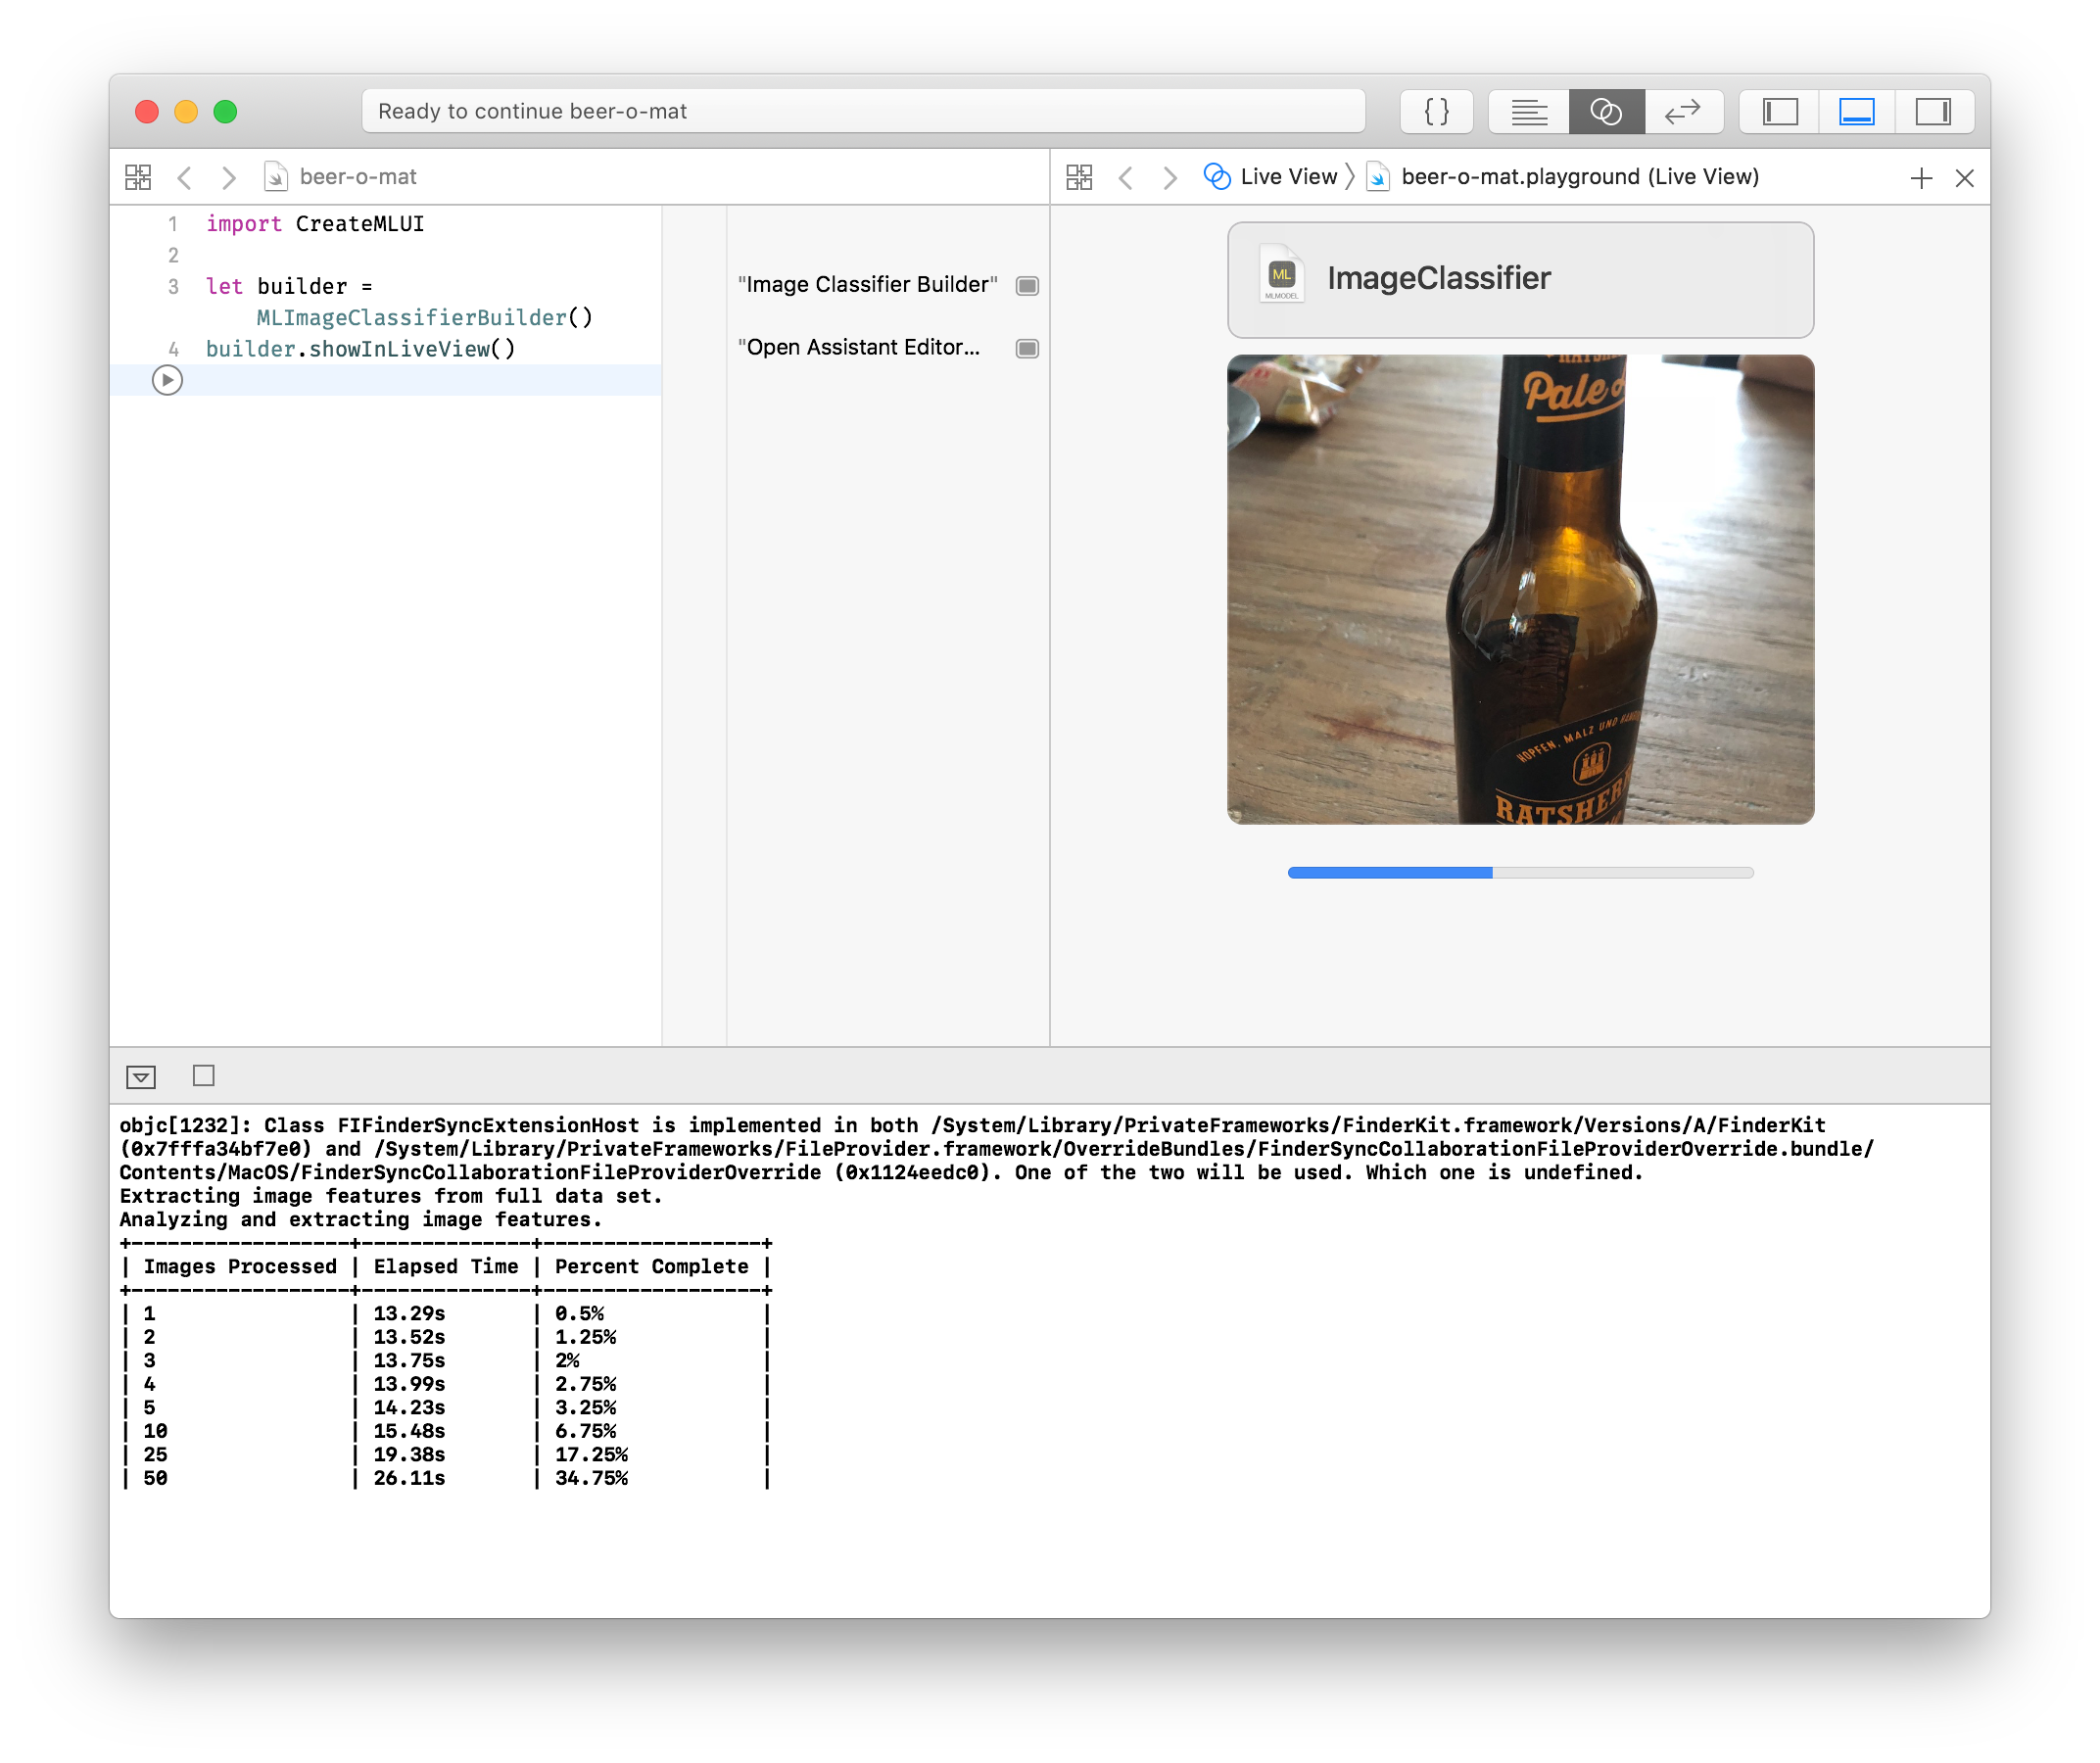 Ready to continue beer-o-mat
beer-o-mat
1 import CreateMLUI
2
3 let builder =
MLImageClassifierBuilder()
4 builder.showInLiveView()
"Image Classifier Builder"
"Open Assistant Editor...
Live View 〉 beer-o-mat.playground (Live View)
ML
MLMODEL
ImageClassifier
Pale
HOPFEN, MALZ UND
RATSHER
objc[1232]: Class FIFinderSyncExtensionHost is implemented in both /System/Library/PrivateFrameworks/FinderKit.framework/Versions/A/FinderKit
(0x7fffa34bf7e0) and /System/Library/PrivateFrameworks/FileProvider.framework/OverrideBundles/FinderSyncCollaborationFileProviderOverride.bundle/
Contents/MacOS/FinderSyncCollaborationFileProviderOverride (0x1124eedc0). One of the two will be used. Which one is undefined.
Extracting image features from full data set.
Analyzing and extracting image features.
+------------------+--------------+------------------+
| Images Processed | Elapsed Time | Percent Complete |
+------------------+--------------+------------------+
| 1 | 13.29s | 0.5% |
| 2 | 13.52s | 1.25% |
| 3 | 13.75s | 2% |
| 4 | 13.99s | 2.75% |
| 5 | 14.23s | 3.25% |
| 10 | 15.48s | 6.75% |
| 25 | 19.38s | 17.25% |
| 50 | 26.11s | 34.75% |